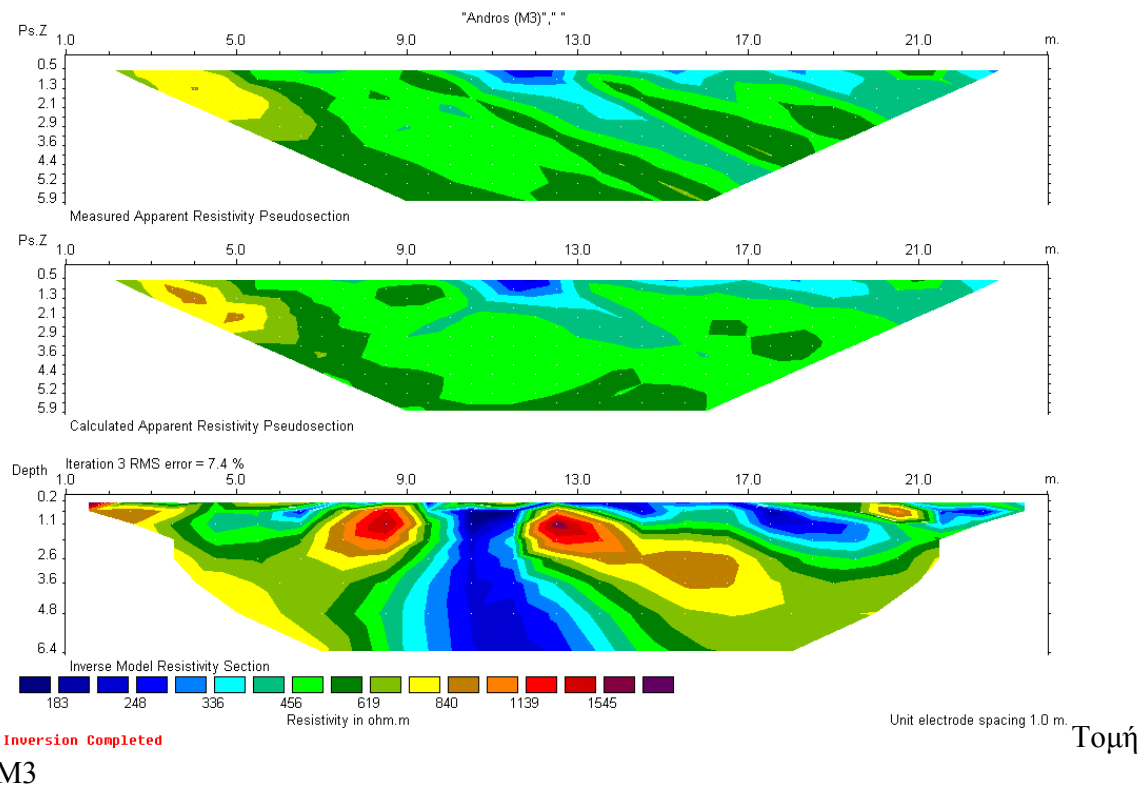 "Andros (M3)"," "
Ps.Z
1.0 5.0 9.0 13.0 17.0 21.0 m.
0.5
1.3
2.1
2.9
3.6
4.4
5.2
5.9
Measured Apparent Resistivity Pseudosection
Ps.Z
1.0 5.0 9.0 13.0 17.0 21.0 m.
0.5
1.3
2.1
2.9
3.6
4.4
5.2
5.9
Calculated Apparent Resistivity Pseudosection
Depth Iteration 3 RMS error = 7.4 %
1.0 5.0 9.0 13.0 17.0 21.0 m.
0.2
1.1
2.6
3.6
4.8
6.4
Inverse Model Resistivity Section
183 248 336 456 619 840 1139 1545
Resistivity in ohm.m
Unit electrode spacing 1.0 m.
Inversion Completed
Τομή
M3